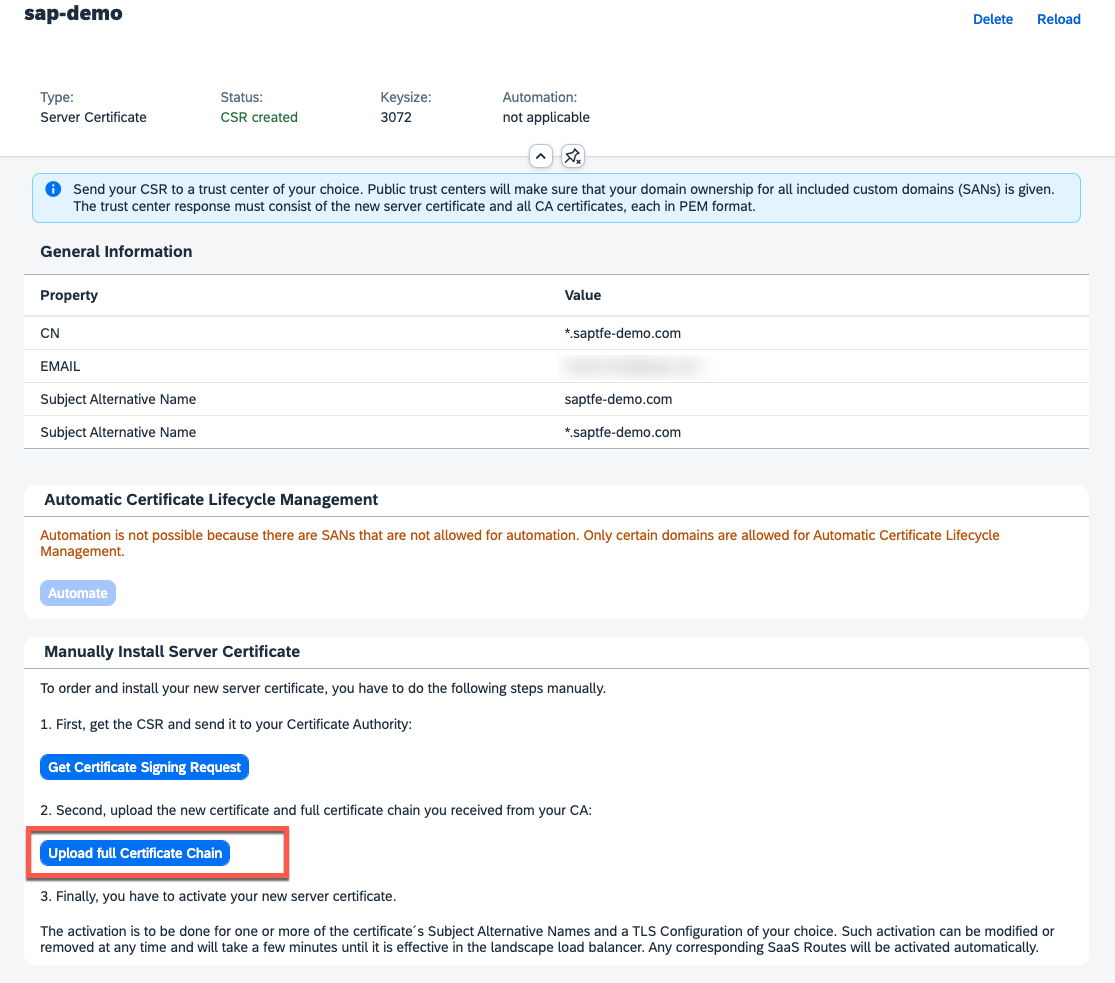 sap-demo
Delete Reload
Type: Status: Keysize: Automation:
Server Certificate CSR created 3072 not applicable
Send your CSR to a trust center of your choice. Public trust centers will make sure that your domain ownership for all included custom domains (SANs) is given.
The trust center response must consist of the new server certificate and all CA certificates, each in PEM format.
General Information
Property Value
CN *.saptfe-demo.com
EMAIL
Subject Alternative Name saptfe-demo.com
Subject Alternative Name *.saptfe-demo.com
Automatic Certificate Lifecycle Management
Automation is not possible because there are SANs that are not allowed for automation. Only certain domains are allowed for Automatic Certificate Lifecycle
Management.
Automate
Manually Install Server Certificate
To order and install your new server certificate, you have to do the following steps manually.
1. First, get the CSR and send it to your Certificate Authority:
Get Certificate Signing Request
2. Second, upload the new certificate and full certificate chain you received from your CA:
Upload full Certificate Chain
3. Finally, you have to activate your new server certificate.
The activation is to be done for one or more of the certificate´s Subject Alternative Names and a TLS Configuration of your choice. Such activation can be modified or
removed at any time and will take a few minutes until it is effective in the landscape load balancer. Any corresponding SaaS Routes will be activated automatically.